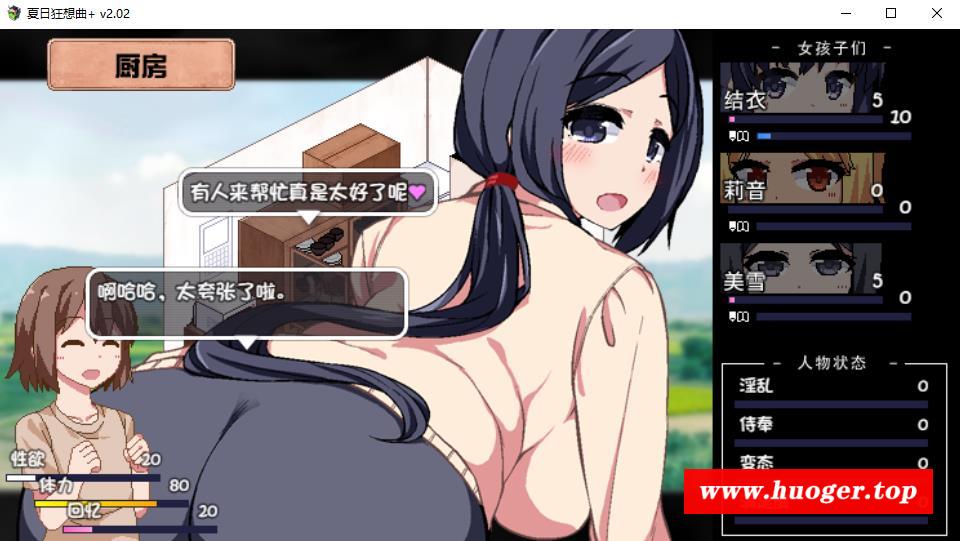 夏日狂想曲+ v2.02
厨房
有人来帮忙真是太好了呢
啊哈哈，太夸张了啦。
性欲 20
体力 80
回忆 20
- 女孩子们 -
结衣 5
20
莉音 0
0
美雪 5
0
- 人物状态 -
淫乱 0
侍奉 0
变态 0
www.huoger.top